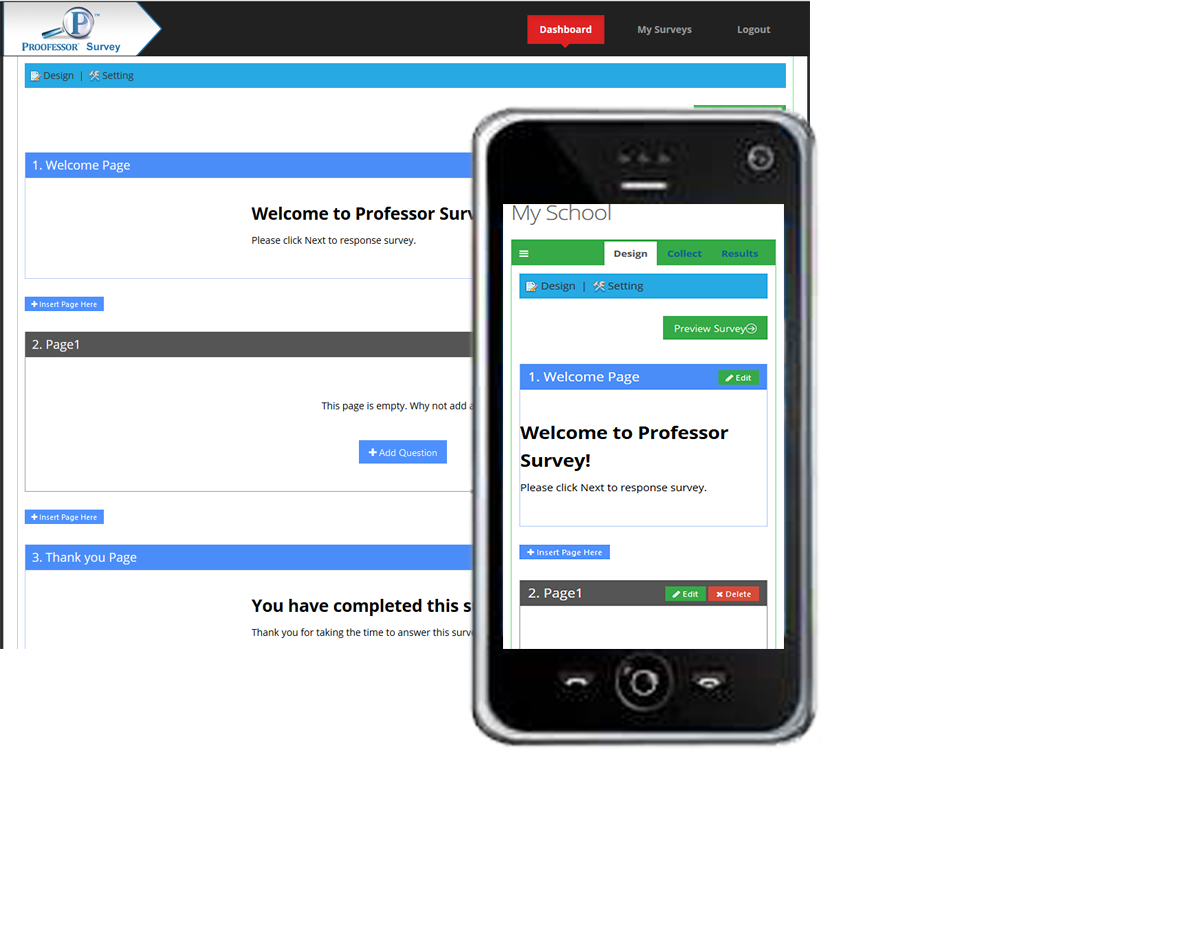 P™
PROOFESSOR Survey
Dashboard
My Surveys
Logout
Design | Setting
1. Welcome Page
Welcome to Professor Surv
Please click Next to response survey.
Insert Page Here
2. Page1
This page is empty. Why not add a
Add Question
Insert Page Here
3. Thank you Page
You have completed this s
Thank you for taking the time to answer this surv
My School
Design
Collect
Results
Design | Setting
Preview Survey
1. Welcome Page
Edit
Welcome to Professor
Survey!
Please click Next to response survey.
Insert Page Here
2. Page1
Edit
Delete